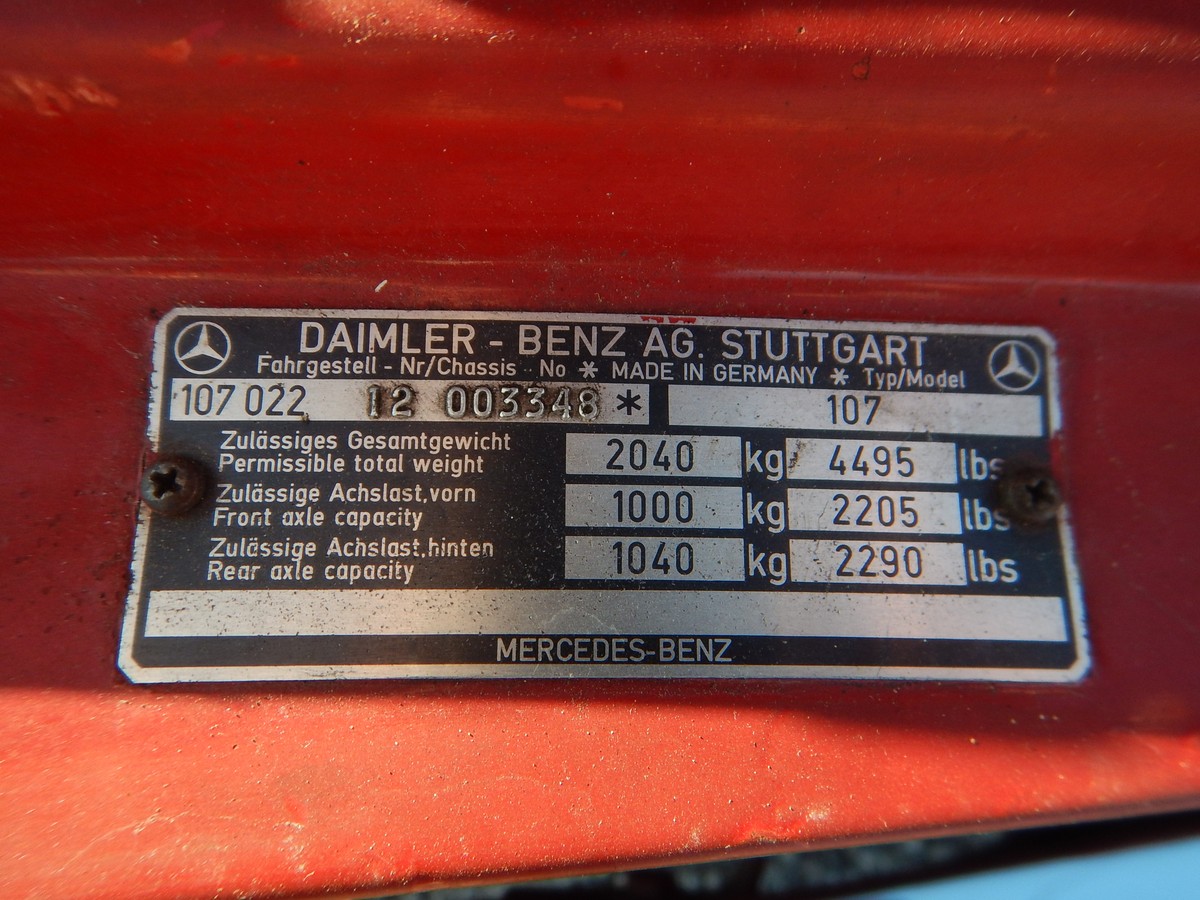 DAIMLER - BENZ AG. STUTTGART
Fahrgestell - Nr/Chassis No * MADE IN GERMANY * Typ/Model
107 022 12 003348 * 107
Zulässiges Gesamtgewicht
Permissible total weight 2040 kg 4495 lbs
Zulässige Achslast, vorn
Front axle capacity 1000 kg 2205 lbs
Zulässige Achslast, hinten
Rear axle capacity 1040 kg 2290 lbs
MERCEDES-BENZ